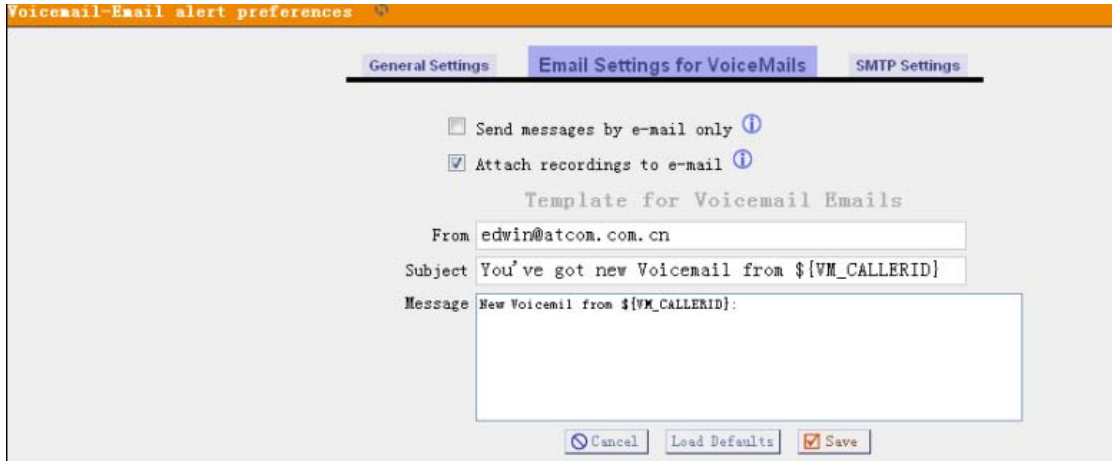 Voicemail-Email alert preferences
General Settings Email Settings for VoiceMails SMTP Settings
Send messages by e-mail only
Attach recordings to e-mail
Template for Voicemail Emails
From edwin@atcom.com.cn
Subject You've got new Voicemail from ${VM_CALLERID}
Message New Voicemil from ${VM_CALLERID}:
Cancel Load Defaults Save